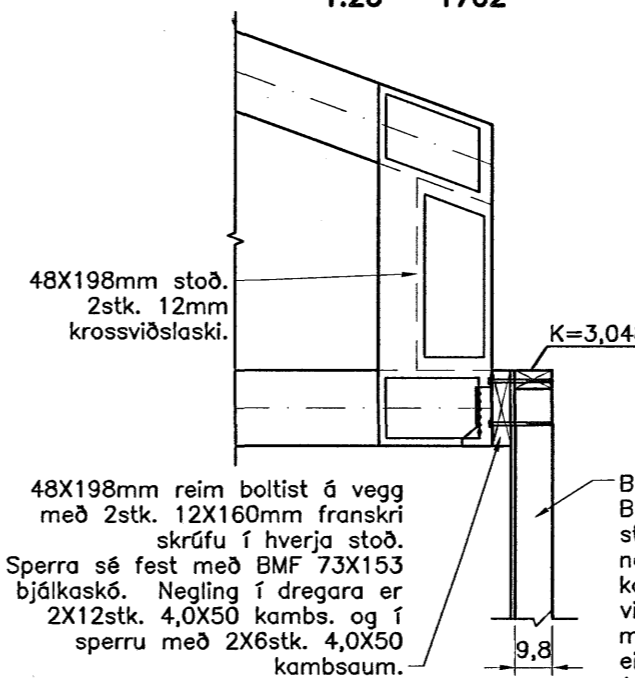 48X198mm stoð.
2stk. 12mm
krossviðslaski.
K=3,04
48X198mm reim boltist á vegg
með 2stk. 12X160mm franskri
skrúfu í hverja stoð.
Sperra sé fest með BMF 73X153
bjálkaskó. Negling í dregara er
2X12stk. 4,0X50 kambs. og í
sperru með 2X6stk. 4,0X50
kambsaum.
9,8